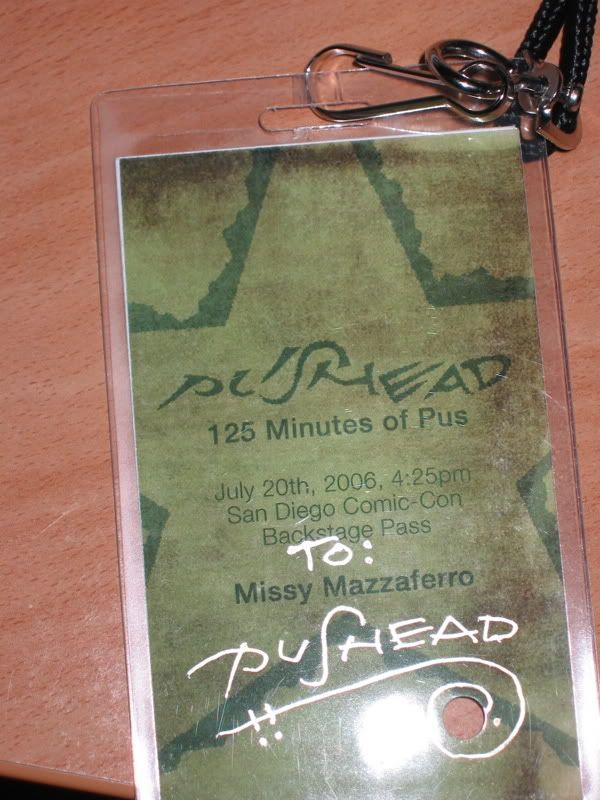 PUSHEAD
125 Minutes of Pus
July 20th, 2006, 4:25pm
San Diego Comic-Con
Backstage Pass
TO:
Missy Mazzaferro
PUSHEAD